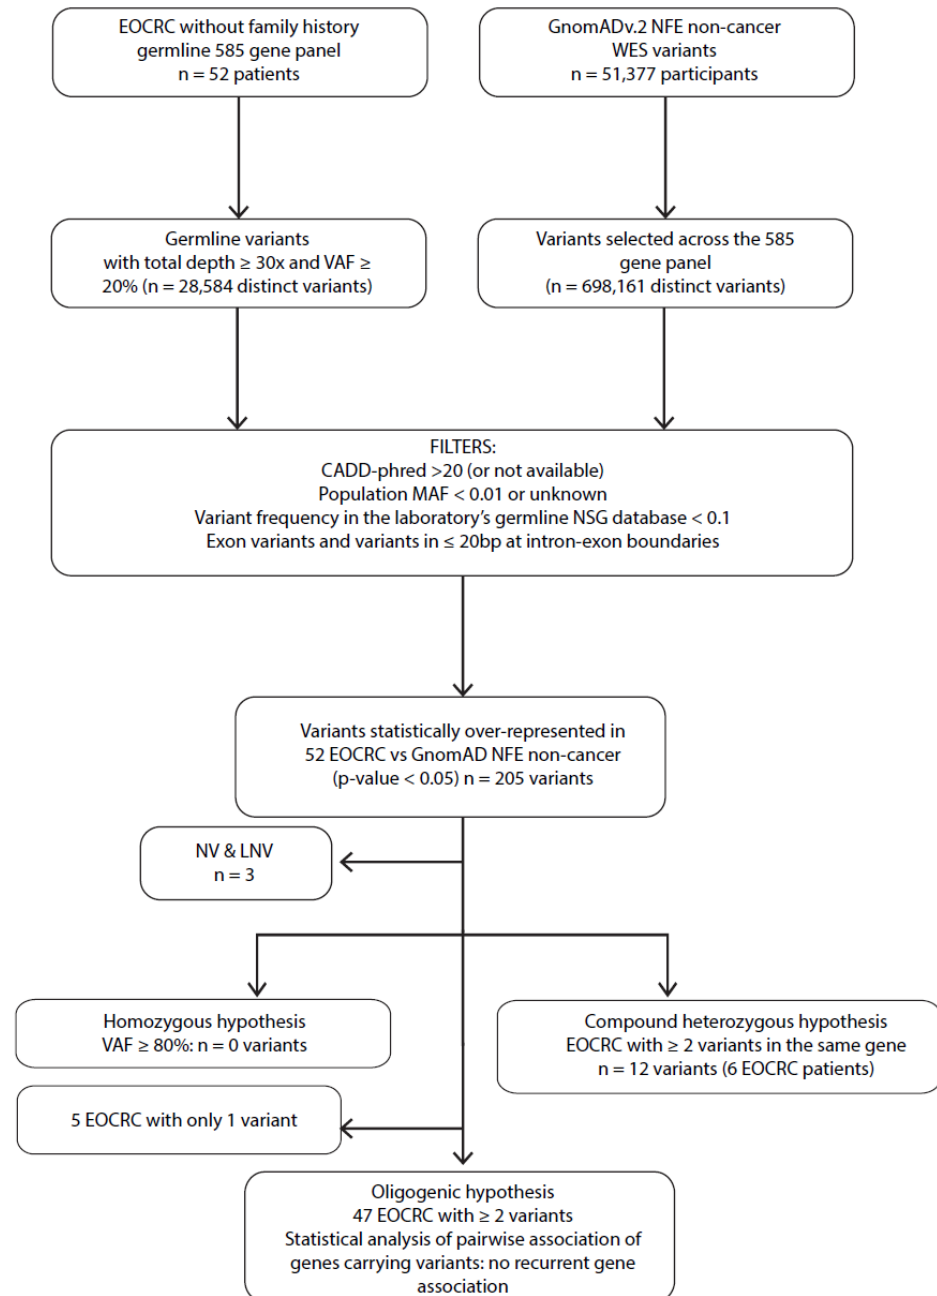 EOCRC without family history
germline 585 gene panel
n = 52 patients
GnomADv.2 NFE non-cancer
WES variants
n = 51,377 participants
Germline variants
with total depth ≥ 30x and VAF ≥
20% (n = 28,584 distinct variants)
Variants selected across the 585
gene panel
(n = 698,161 distinct variants)
FILTERS:
CADD-phred >20 (or not available)
Population MAF < 0.01 or unknown
Variant frequency in the laboratory's germline NSG database < 0.1
Exon variants and variants in ≤ 20bp at intron-exon boundaries
Variants statistically over-represented in
52 EOCRC vs GnomAD NFE non-cancer
(p-value < 0.05) n = 205 variants
NV & LNV
n = 3
Homozygous hypothesis
VAF ≥ 80%: n = 0 variants
Compound heterozygous hypothesis
EOCRC with ≥ 2 variants in the same gene
n = 12 variants (6 EOCRC patients)
5 EOCRC with only 1 variant
Oligogenic hypothesis
47 EOCRC with ≥ 2 variants
Statistical analysis of pairwise association of
genes carrying variants: no recurrent gene
association